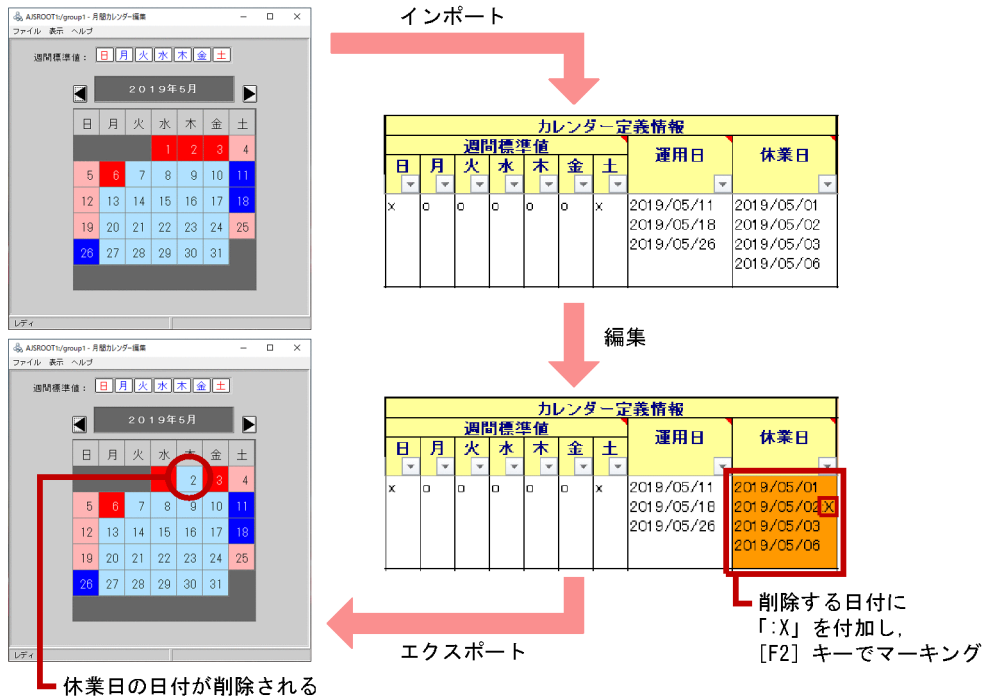 AJSROOT1:/group1 - 月間カレンダー編集
ファイル 表示 ヘルプ
週間標準値： 日 月 火 水 木 金 土
2019年5月
日 月 火 水 木 金 土
1 2 3 4
5 6 7 8 9 10 11
12 13 14 15 16 17 18
19 20 21 22 23 24 25
26 27 28 29 30 31
レディ
インポート
カレンダー定義情報
週間標準値 運用日 休業日
日 月 火 水 木 金 土
x o o o o o x 2019/05/11 2019/05/01
2019/05/18 2019/05/02
2019/05/26 2019/05/03
2019/05/06
編集
カレンダー定義情報
週間標準値 運用日 休業日
日 月 火 水 木 金 土
x o o o o o x 2019/05/11 2019/05/01
2019/05/18 2019/05/02:X
2019/05/26 2019/05/03
2019/05/06
削除する日付に
「:X」を付加し，
［F2］キーでマーキング
エクスポート
AJSROOT1:/group1 - 月間カレンダー編集
ファイル 表示 ヘルプ
週間標準値： 日 月 火 水 木 金 土
2019年5月
日 月 火 水 木 金 土
2 3 4
5 6 7 8 9 10 11
12 13 14 15 16 17 18
19 20 21 22 23 24 25
26 27 28 29 30 31
レディ
休業日の日付が削除される